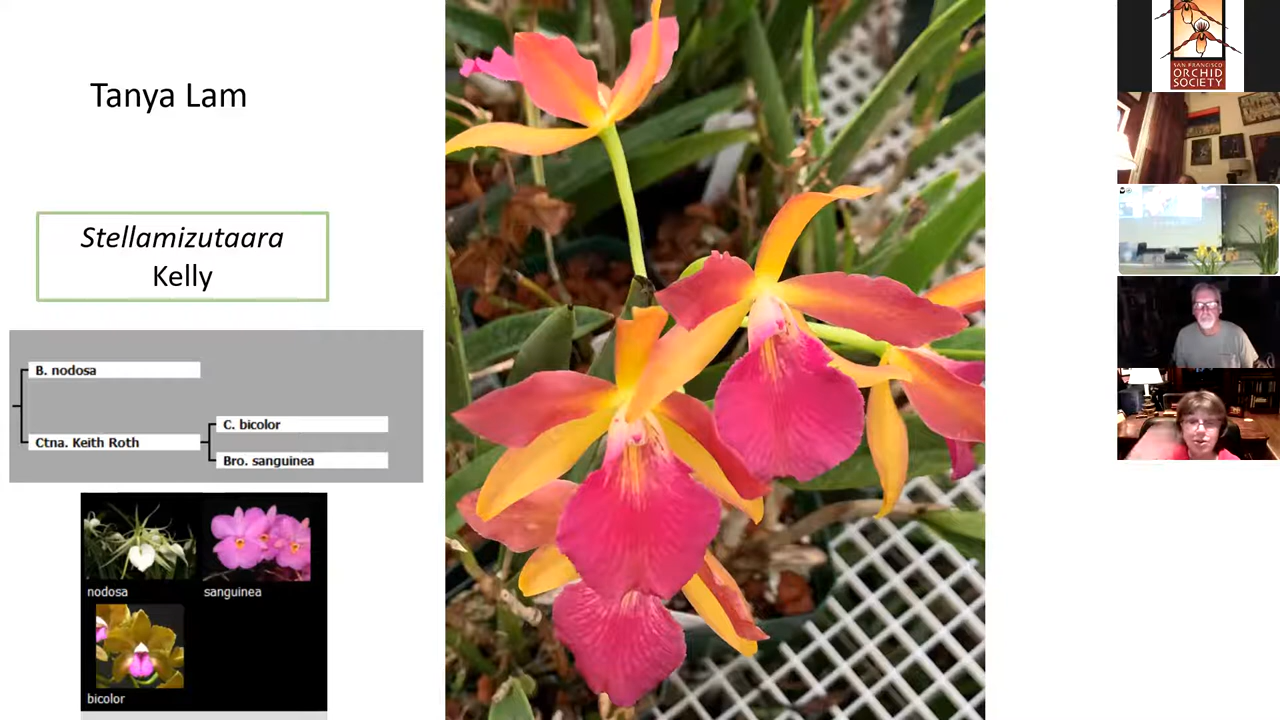 Tanya Lam
Stellamizutaara
Kelly
B. nodosa
Ctna. Keith Roth
C. bicolor
Bro. sanguinea
nodosa
sanguinea
bicolor
SAN FRANCISCO
ORCHID
SOCIETY